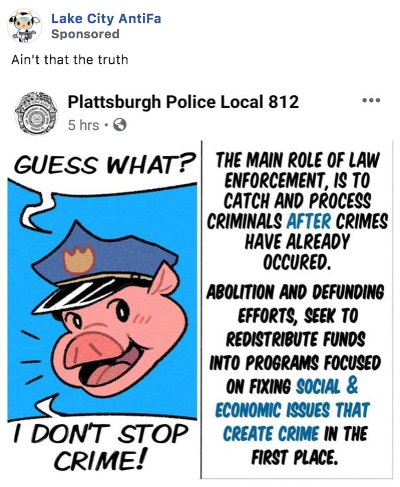 Lake City AntiFa
Sponsored
Ain't that the truth
Plattsburgh Police Local 812
5 hrs ·
GUESS WHAT?
I DON'T STOP
CRIME!
THE MAIN ROLE OF LAW
ENFORCEMENT, IS TO
CATCH AND PROCESS
CRIMINALS AFTER CRIMES
HAVE ALREADY
OCCURED.
ABOLITION AND DEFUNDING
EFFORTS, SEEK TO
REDISTRIBUTE FUNDS
INTO PROGRAMS FOCUSED
ON FIXING SOCIAL &
ECONOMIC ISSUES THAT
CREATE CRIME IN THE
FIRST PLACE.